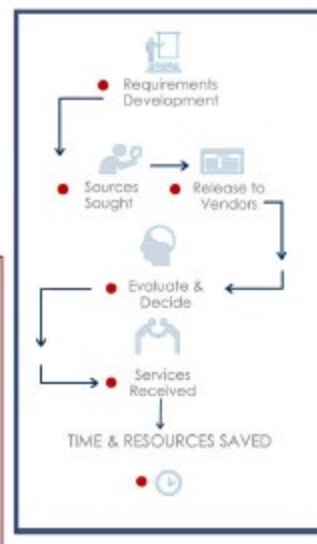 Requirements
Development
Sources
Sought
Release to
Vendors
Evaluate &
Decide
Services
Received
TIME & RESOURCES SAVED